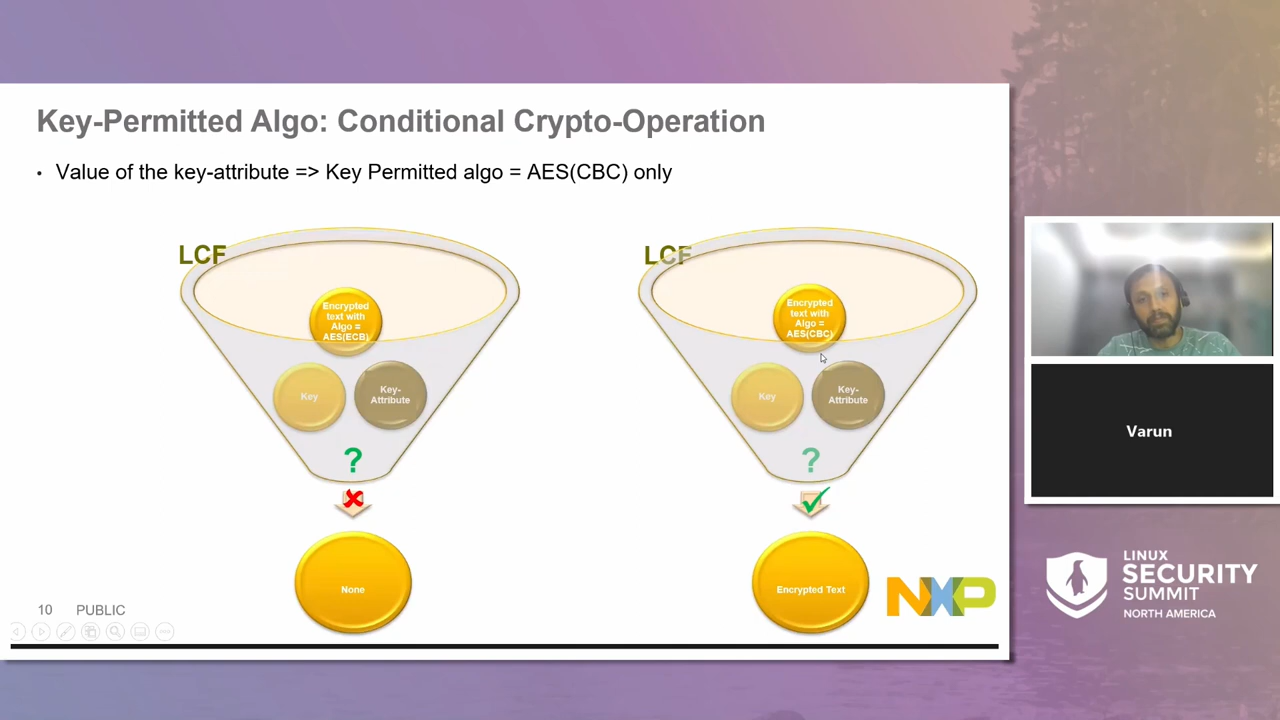 Key-Permitted Algo: Conditional Crypto-Operation
• Value of the key-attribute => Key Permitted algo = AES(CBC) only
LCF
Encrypted
text with
Algo =
AES(ECB)
Key
Key-
Attribute
?
None
LCF
Encrypted
text with
Algo =
AES(CBC)
Key
Key-
Attribute
?
Encrypted Text
NXP
10 PUBLIC
Varun
LINUX
SECURITY
SUMMIT
NORTH AMERICA